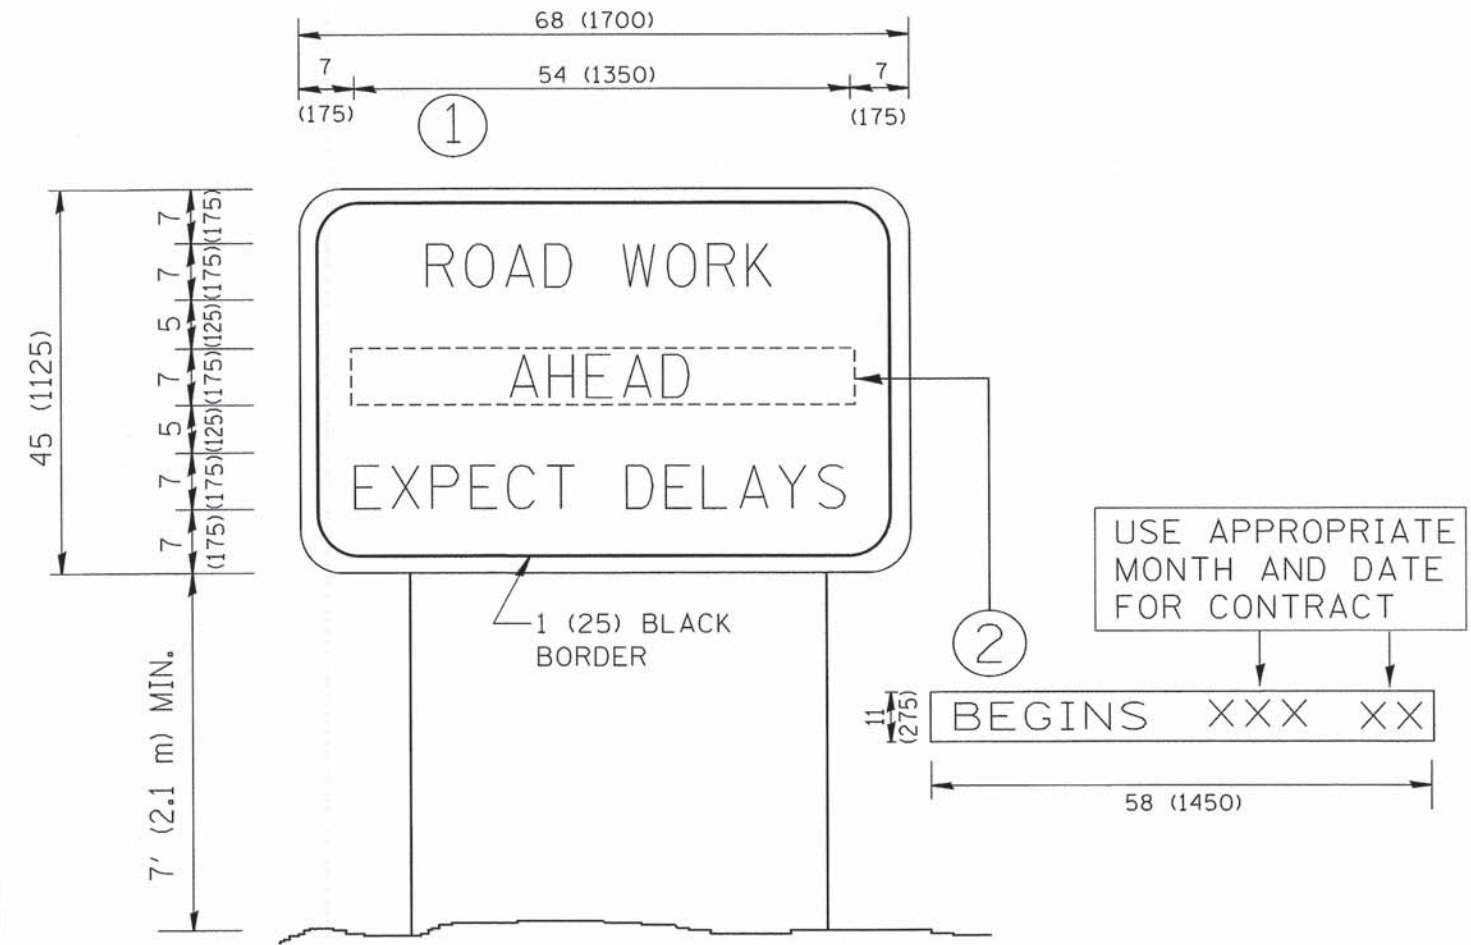 68 (1700)
7
54 (1350)
7
(175)
(175)
1
7
(175)
7
(175)
5
(125)
7
(175)
5
(125)
7
(175)
7
(175)
45 (1125)
ROAD WORK
AHEAD
EXPECT DELAYS
1 (25) BLACK
BORDER
7' (2.1 m) MIN.
USE APPROPRIATE
MONTH AND DATE
FOR CONTRACT
2
11
(275)
BEGINS XXX XX
58 (1450)